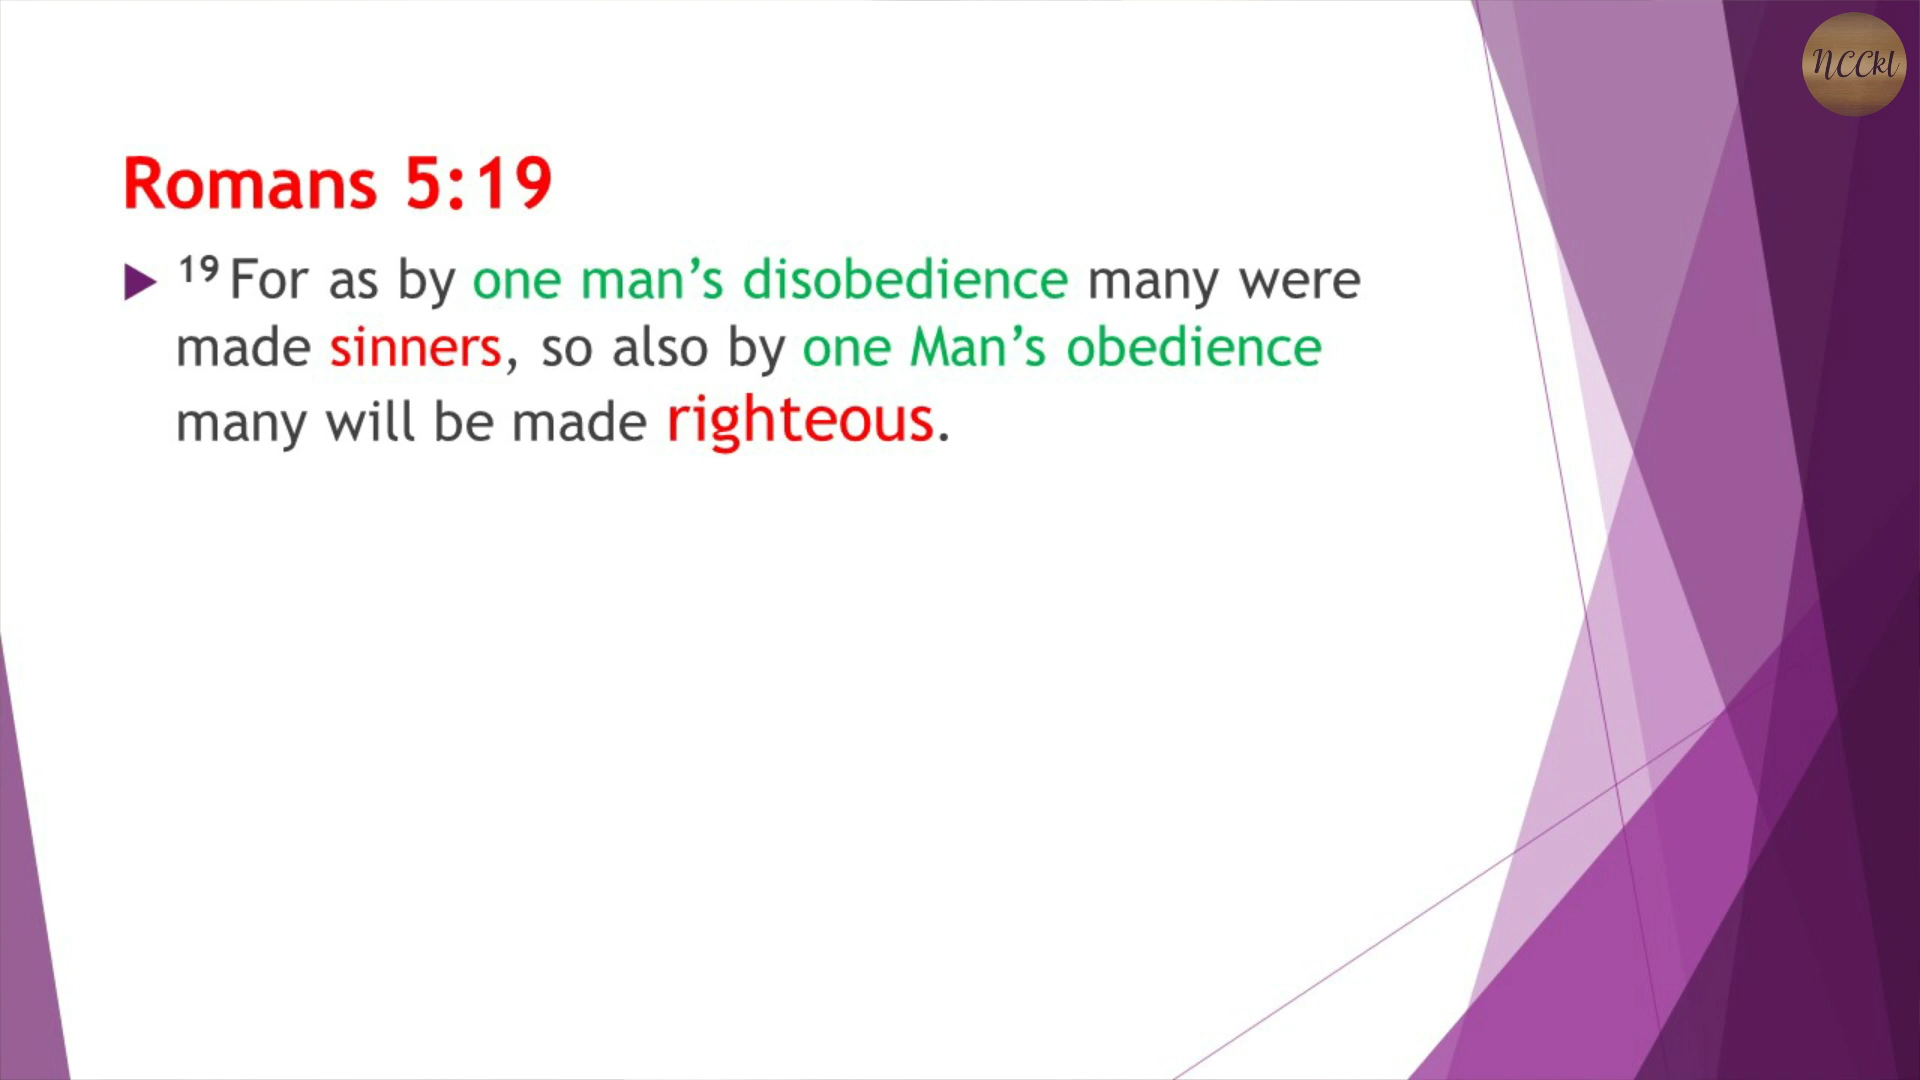 NCCkl
Romans 5:19
19 For as by one man’s disobedience many were
made sinners, so also by one Man’s obedience
many will be made righteous.